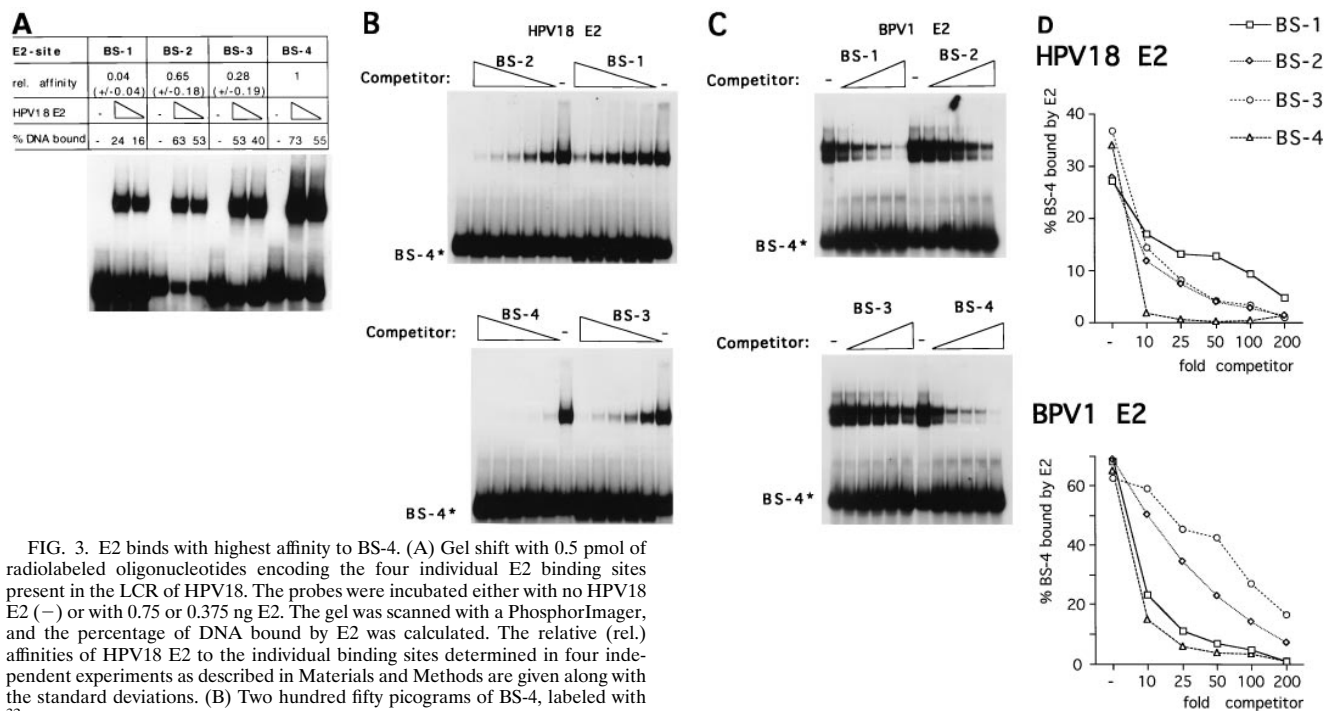 A
E2-site BS-1 BS-2 BS-3 BS-4
rel. affinity 0.04 (+/-0.04) 0.65 (+/-0.18) 0.28 (+/-0.19) 1
HPV18 E2 - - - -
% DNA bound - 24 16 - 63 53 - 53 40 - 73 55
B
HPV18 E2
BS-2 BS-1
Competitor: - -
BS-4*
BS-4 BS-3
Competitor: - -
BS-4*
C
BPV1 E2
BS-1 BS-2
Competitor: - -
BS-4*
BS-3 BS-4
Competitor: - -
BS-4*
D
BS-1
BS-2
BS-3
BS-4
HPV18 E2
% BS-4 bound by E2
40
30
20
10
0
- 10 25 50 100 200
fold competitor
BPV1 E2
% BS-4 bound by E2
60
40
20
0
- 10 25 50 100 200
fold competitor
FIG. 3. E2 binds with highest affinity to BS-4. (A) Gel shift with 0.5 pmol of
radiolabeled oligonucleotides encoding the four individual E2 binding sites
present in the LCR of HPV18. The probes were incubated either with no HPV18
E2 (−) or with 0.75 or 0.375 ng E2. The gel was scanned with a PhosphorImager,
and the percentage of DNA bound by E2 was calculated. The relative (rel.)
affinities of HPV18 E2 to the individual binding sites determined in four inde-
pendent experiments as described in Materials and Methods are given along with
the standard deviations. (B) Two hundred fifty picograms of BS-4, labeled with